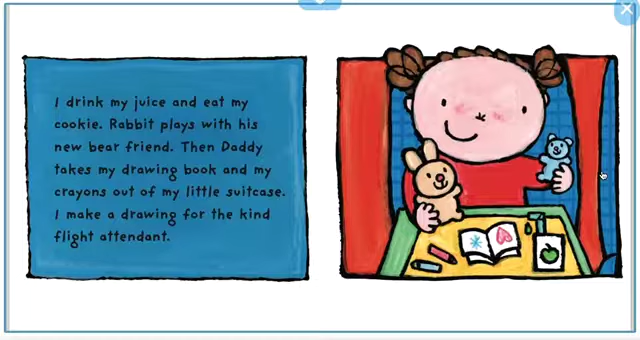 I drink my juice and eat my
cookie. Rabbit plays with his
new bear friend. Then Daddy
takes my drawing book and my
crayons out of my little suitcase.
I make a drawing for the kind
flight attendant.